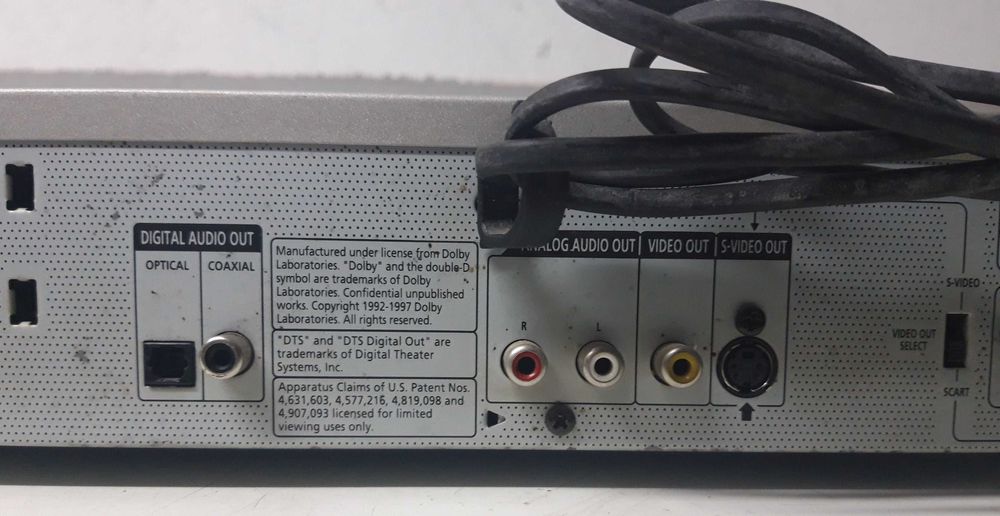 DIGITAL AUDIO OUT
OPTICAL
COAXIAL
Manufactured under license from Dolby
Laboratories. "Dolby" and the double-D
symbol are trademarks of Dolby
Laboratories. Confidential unpublished
works. Copyright 1992-1997 Dolby
Laboratories. All rights reserved.
"DTS" and "DTS Digital Out" are
trademarks of Digital Theater
Systems, Inc.
Apparatus Claims of U.S. Patent Nos.
4,631,603, 4,577,216, 4,819,098 and
4,907,093 licensed for limited
viewing uses only.
ANALOG AUDIO OUT
R
L
VIDEO OUT
S-VIDEO OUT
S-VIDEO
VIDEO OUT
SELECT
SCART